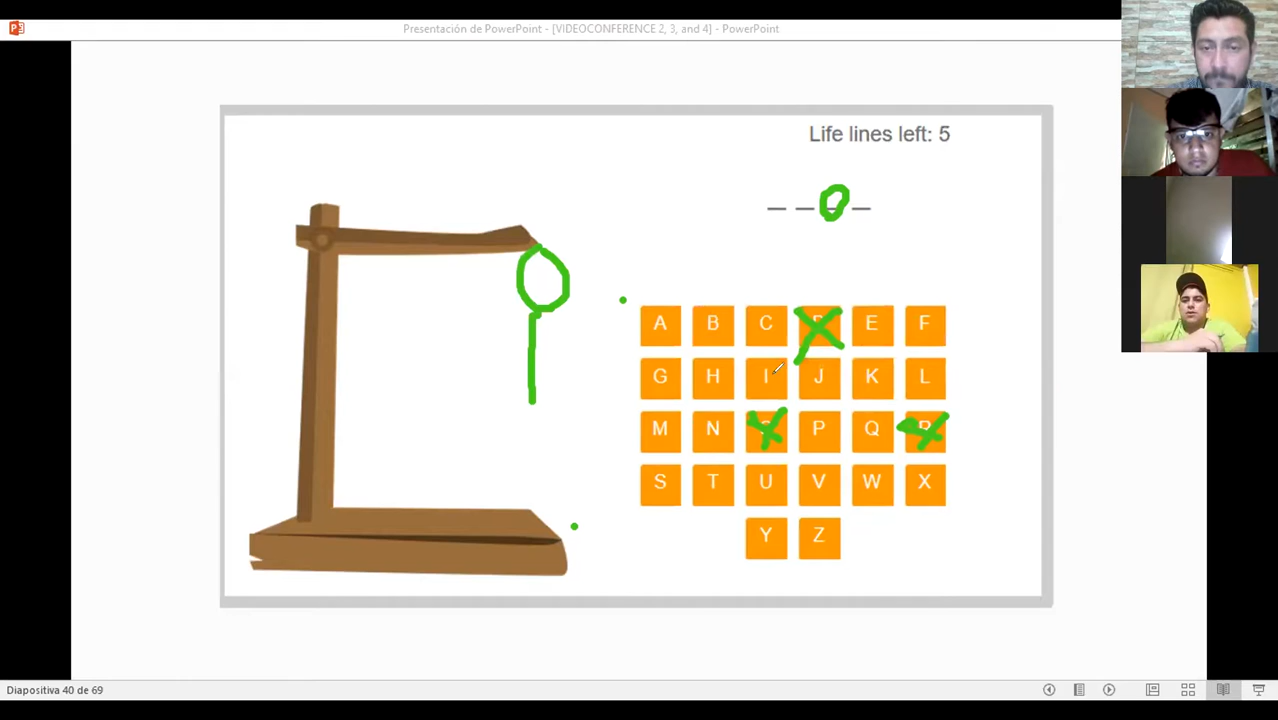 Presentación de PowerPoint - [VIDEOCONFERENCE 2, 3, and 4] - PowerPoint
Life lines left: 5
_ _ O _
A B C D E F
G H I J K L
M N O P Q R
S T U V W X
Y Z
Diapositiva 40 de 69